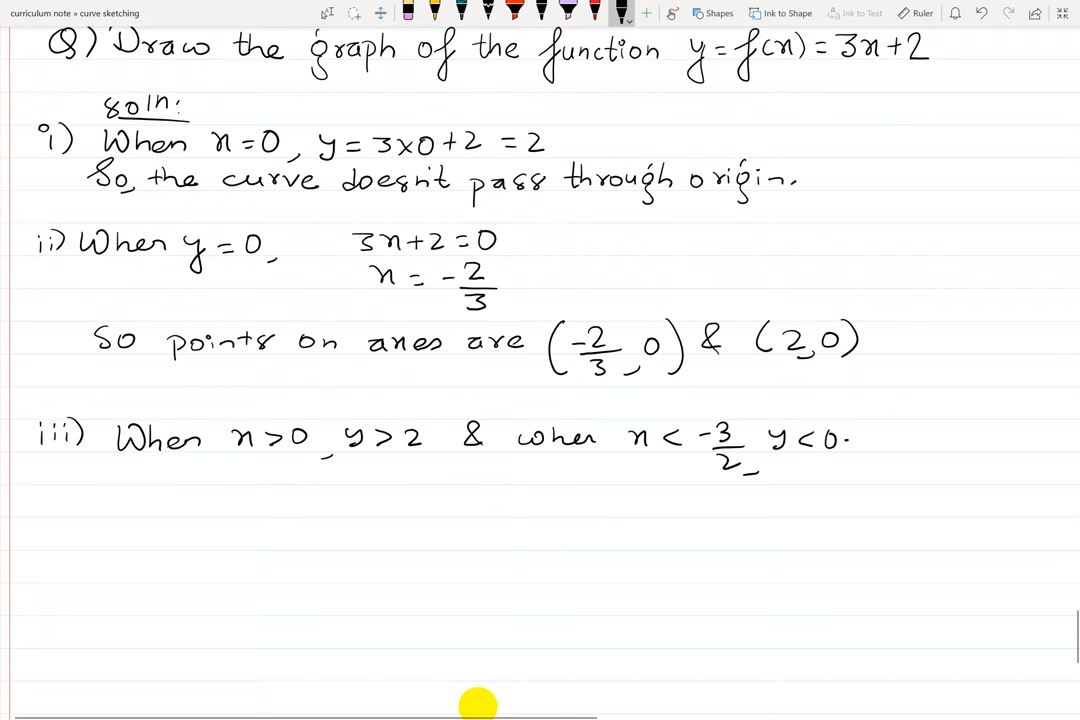 curriculum note » curve sketching
Shapes Ink to Shape Ink to Text Ruler
Q) Draw the graph of the function y = f(x) = 3x+2
soln:
i) When x=0, y = 3×0+2 = 2
So, the curve doesn't pass through origin.
ii) When y = 0, 3x+2=0
x = -2/3
So points on axes are (-2/3, 0) & (2,0)
iii) When x>0, y>2 & when x < -3/2, y<0.